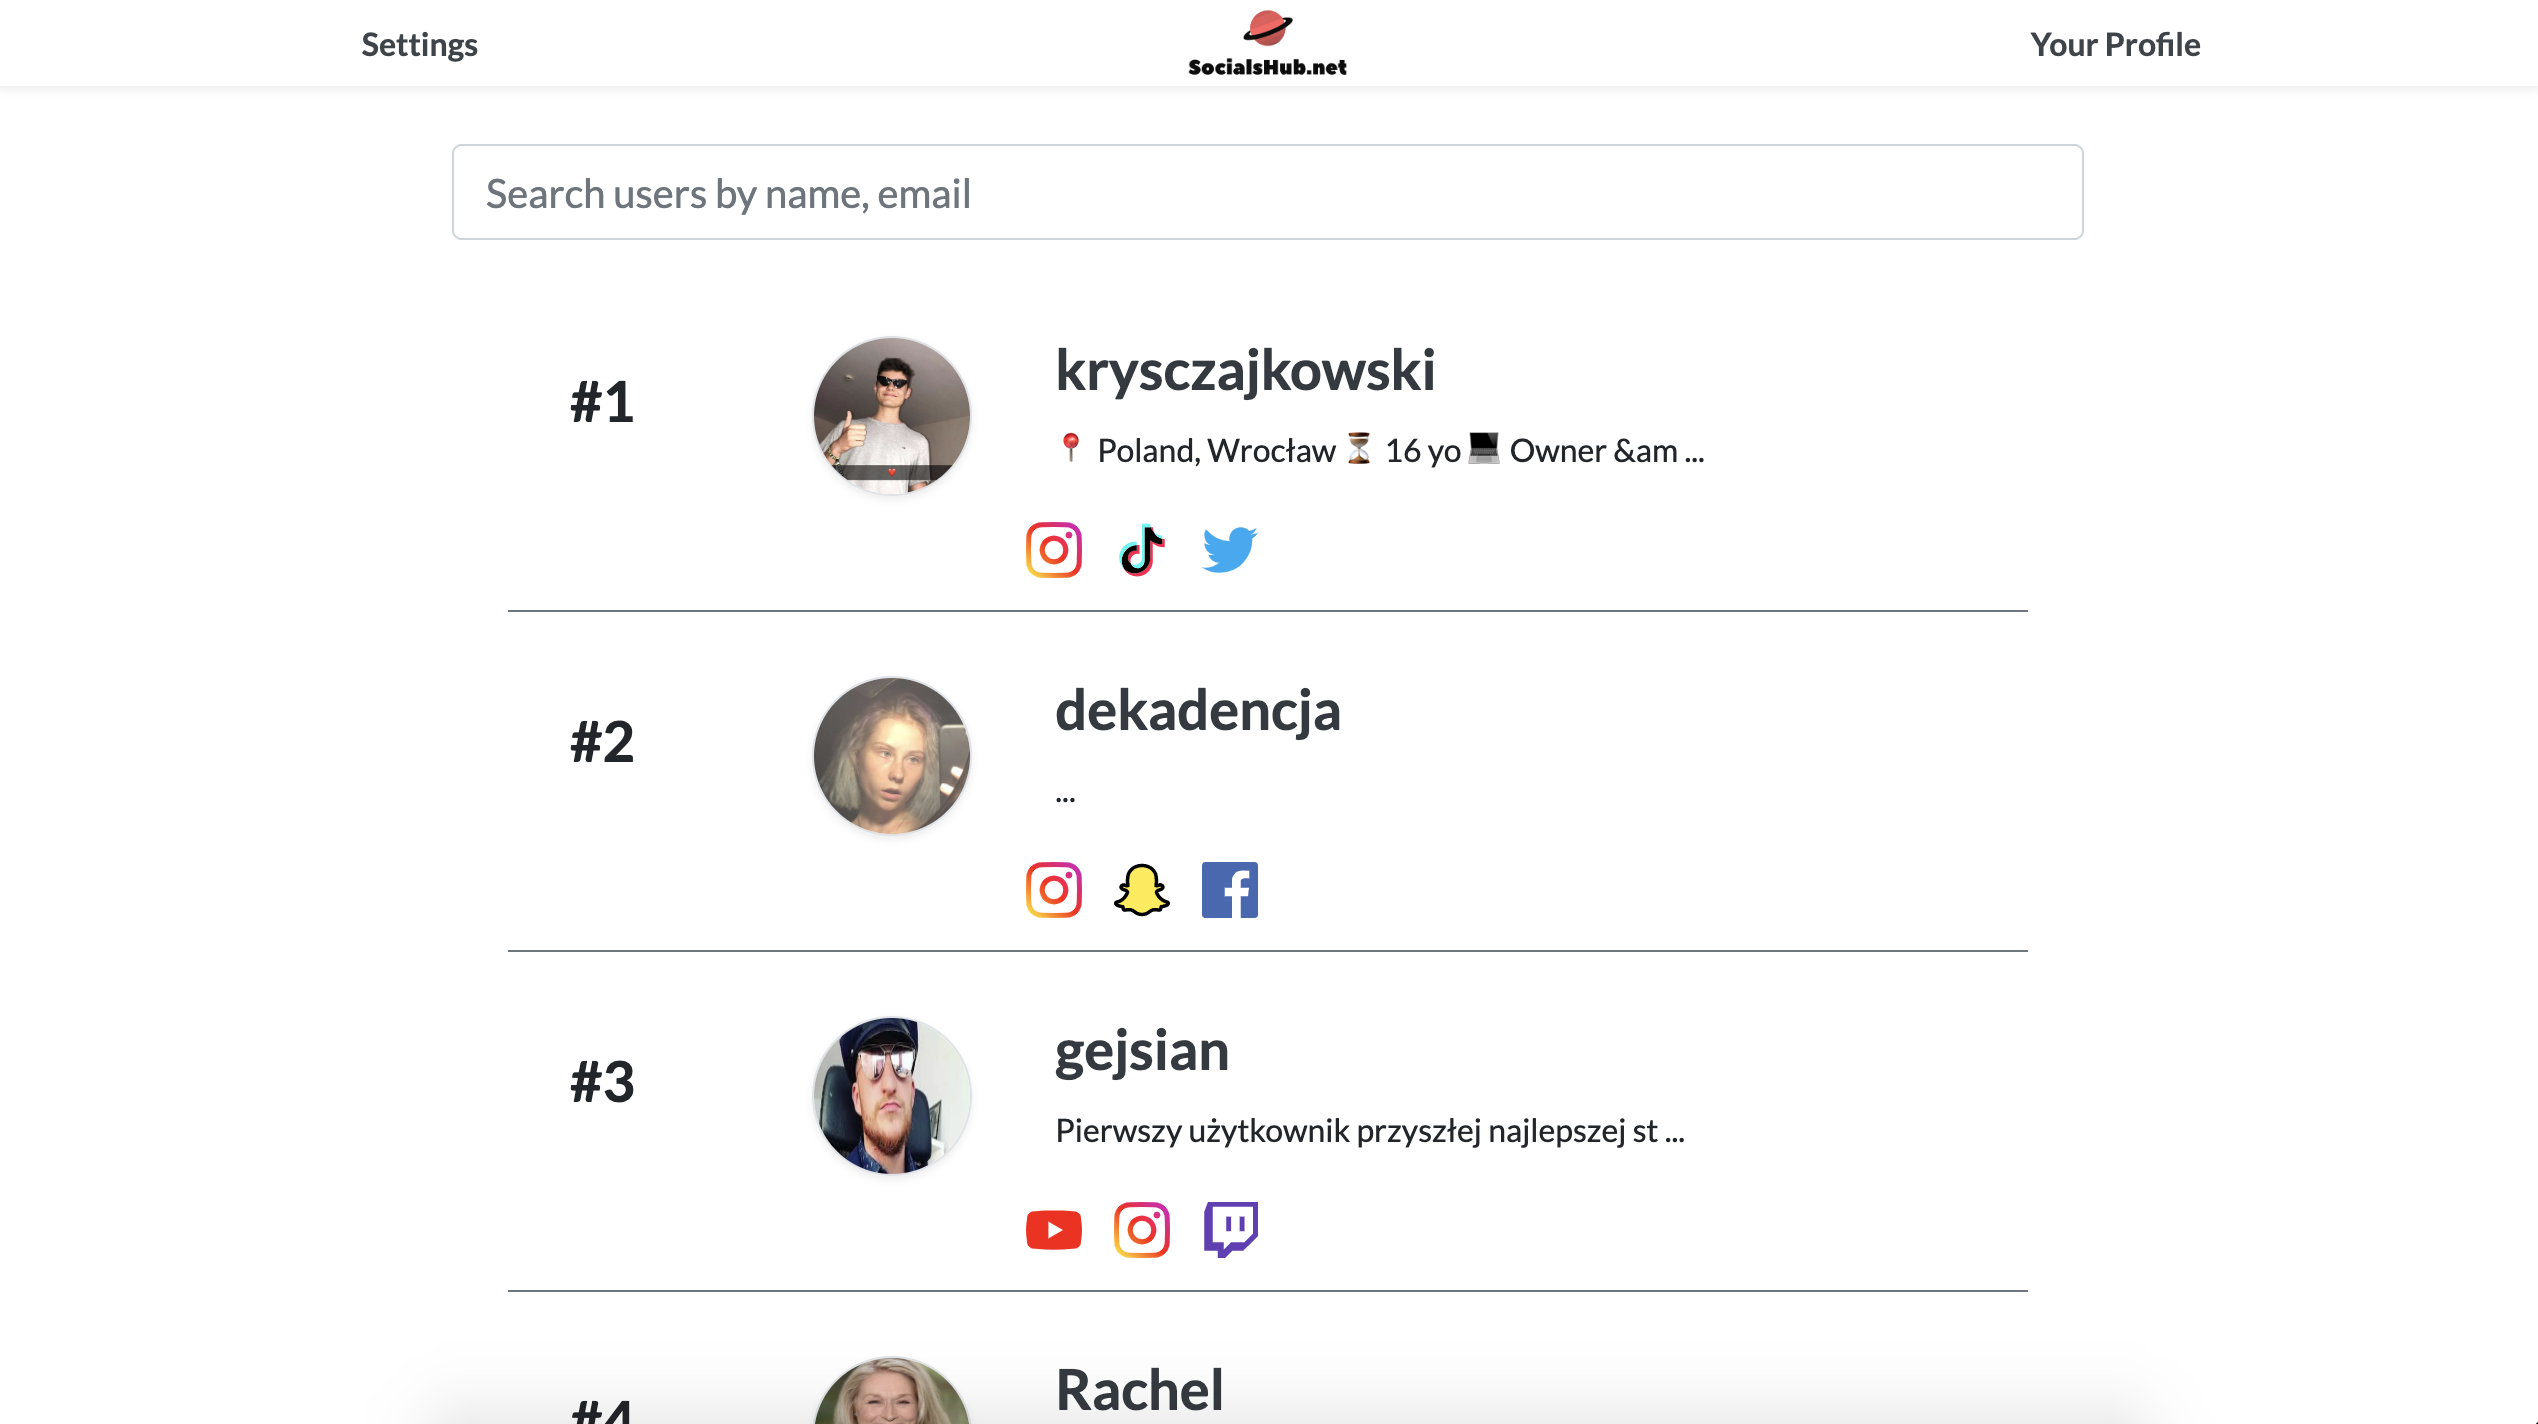 Settings
SocialsHub.net
Your Profile
Search users by name, email
#1
krysczajkowski
📍 Poland, Wrocław ⏳ 16 yo 💻 Owner &am ...
#2
dekadencja
...
#3
gejsian
Pierwszy użytkownik przyszłej najlepszej st ...
#4
Rachel